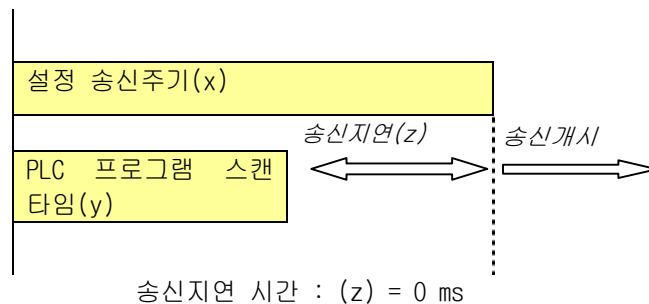 설정 송신주기(x)
송신지연(z)
송신개시
PLC 프로그램 스캔
타임(y)
송신지연 시간 : (z) = 0 ms